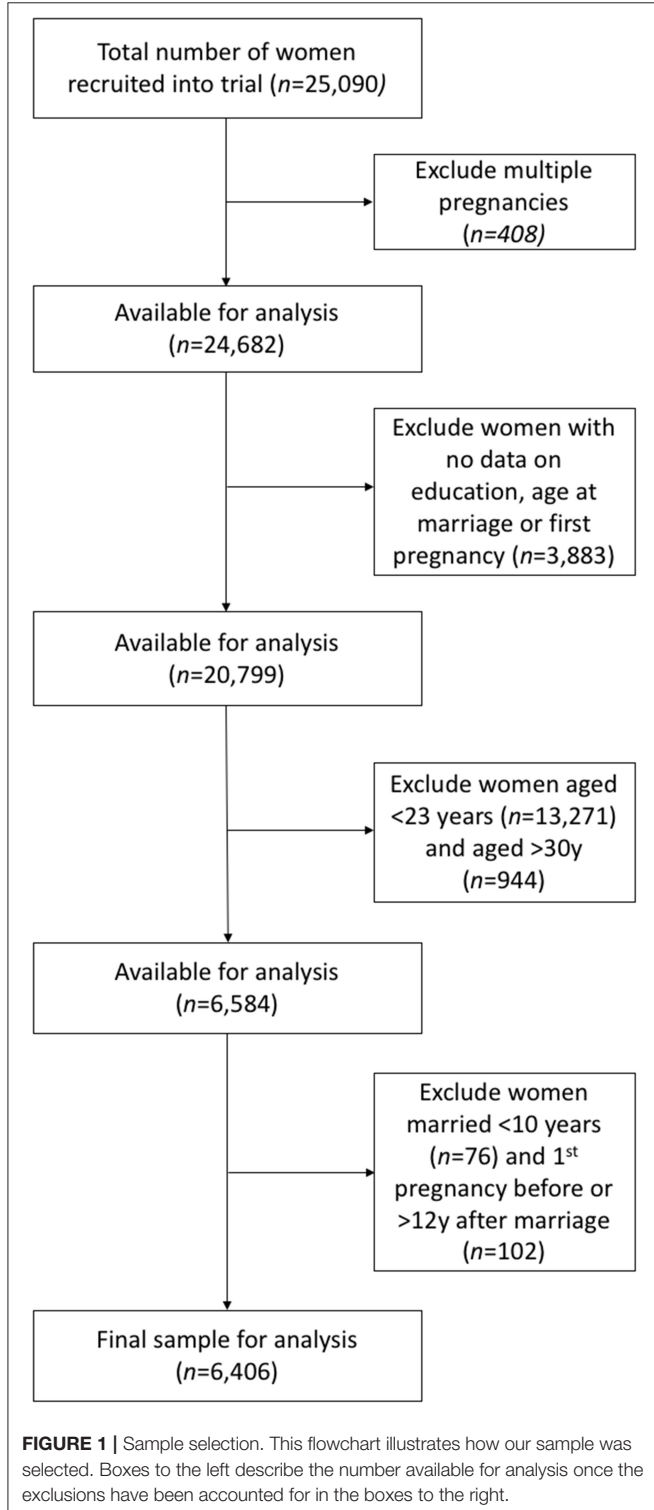 Total number of women
recruited into trial (n=25,090)
Exclude multiple
pregnancies
(n=408)
Available for analysis
(n=24,682)
Exclude women with
no data on
education, age at
marriage or first
pregnancy (n=3,883)
Available for analysis
(n=20,799)
Exclude women aged
<23 years (n=13,271)
and aged >30y
(n=944)
Available for analysis
(n=6,584)
Exclude women
married <10 years
(n=76) and 1st
pregnancy before or
>12y after marriage
(n=102)
Final sample for analysis
(n=6,406)
FIGURE 1 | Sample selection. This flowchart illustrates how our sample was
selected. Boxes to the left describe the number available for analysis once the
exclusions have been accounted for in the boxes to the right.